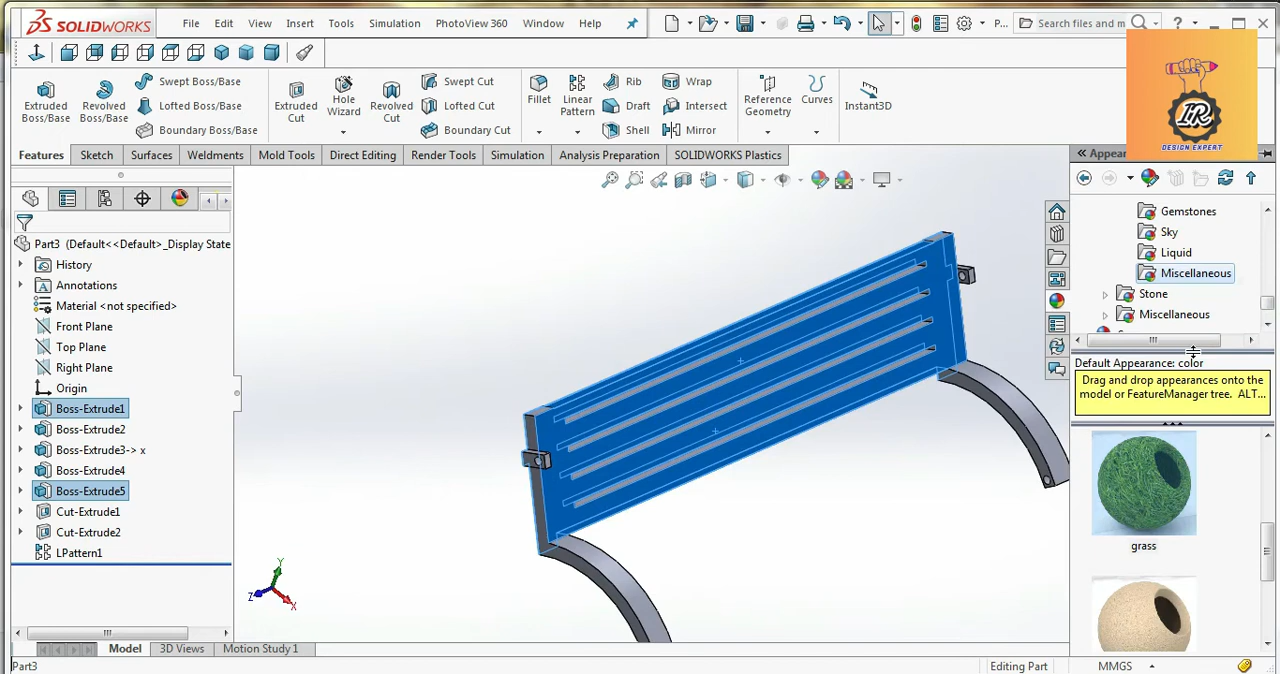 SOLIDWORKS File Edit View Insert Tools Simulation PhotoView 360 Window Help P... Search files and m ?
IR
DESIGN EXPERT
Extruded Boss/Base Revolved Boss/Base Swept Boss/Base Lofted Boss/Base Boundary Boss/Base
Extruded Cut Hole Wizard Revolved Cut Swept Lofted Cut Boundary Cut
Fillet Linear Pattern Rib Draft Shell Wrap Intersect Mirror
Reference Geometry Curves Instant3D
Features Sketch Surfaces Weldments Mold Tools Direct Editing Render Tools Simulation Analysis Preparation SOLIDWORKS Plastics
Part3 (Default<<Default>_Display State
History
Annotations
Material <not specified>
Front Plane
Top Plane
Right Plane
Origin
Boss-Extrude1
Boss-Extrude2
Boss-Extrude3-> x
Boss-Extrude4
Boss-Extrude5
Cut-Extrude1
Cut-Extrude2
LPattern1
Y
Z
X
Appear
Gemstones
Sky
Liquid
Miscellaneous
Stone
Miscellaneous
Default Appearance: color
Drag and drop appearances onto the
model or FeatureManager tree. ALT...
grass
Model 3D Views Motion Study 1
Part3 Editing Part MMGS